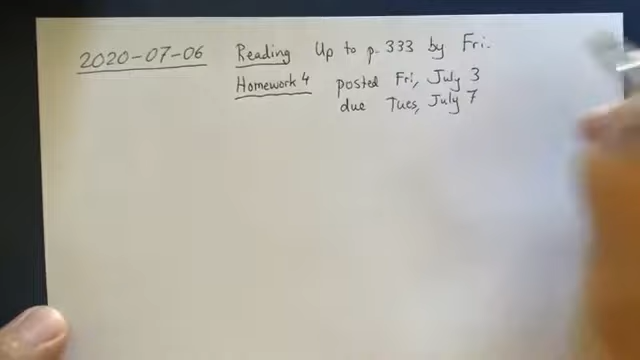 2020-07-06 Reading Up to p. 333 by Fri.
Homework 4 posted Fri, July 3
due Tues, July 7